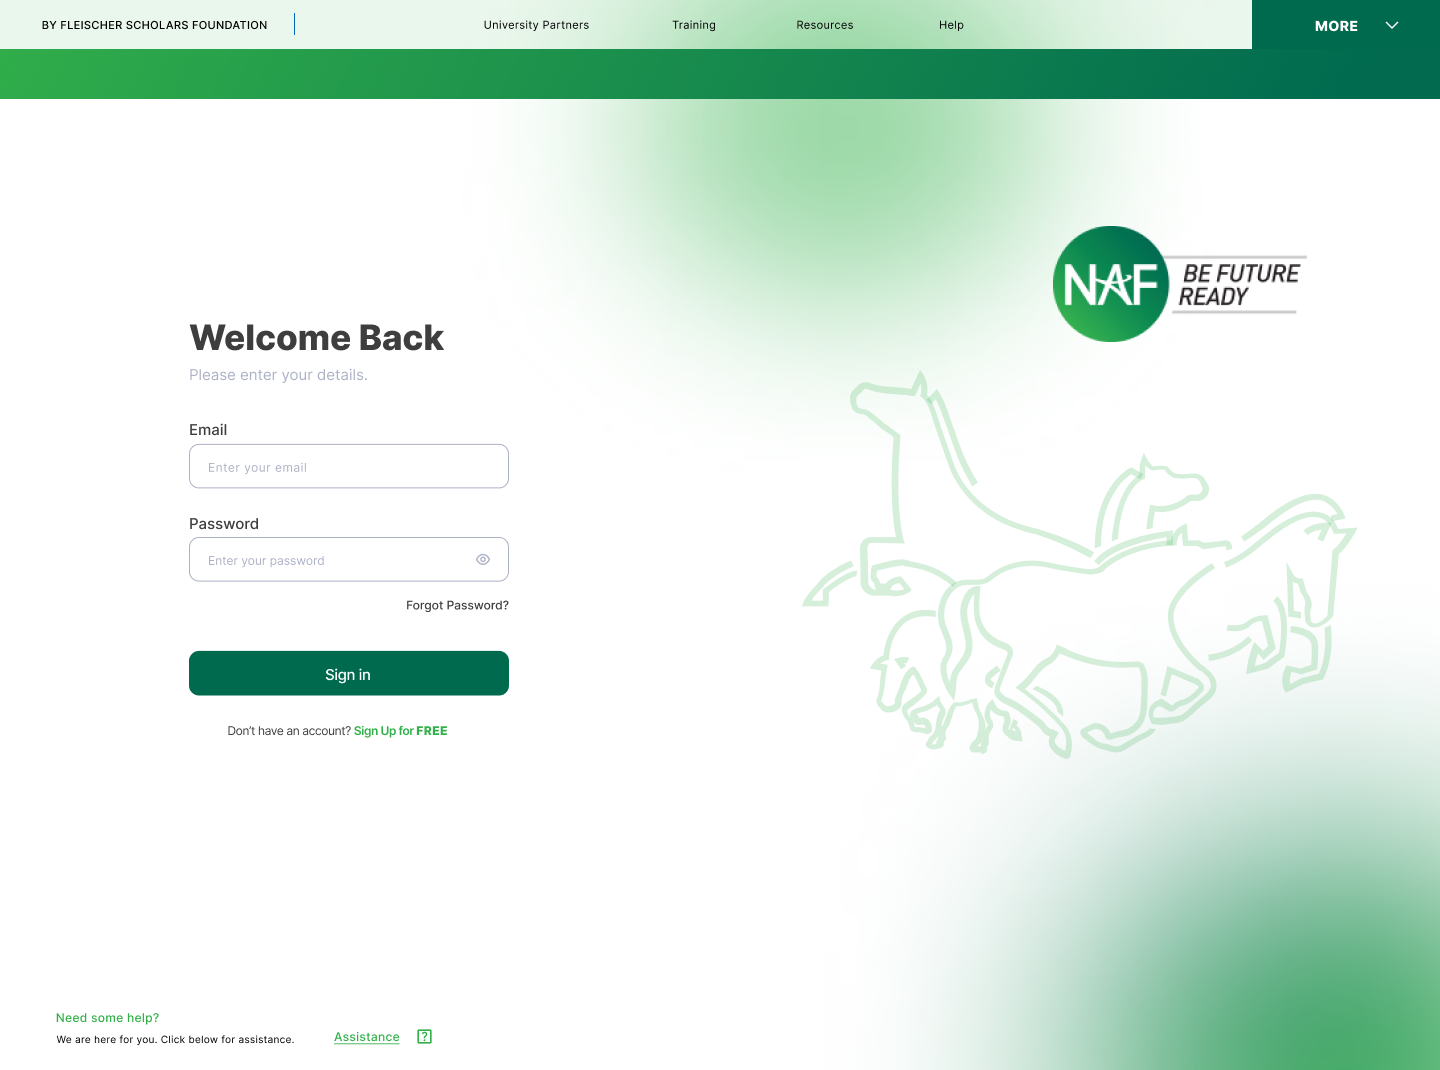 BY FLEISCHER SCHOLARS FOUNDATION
University Partners
Training
Resources
Help
MORE
NAF
BE FUTURE
READY
Welcome Back
Please enter your details.
Email
Enter your email
Password
Enter your password
Forgot Password?
Sign in
Don't have an account? Sign Up for FREE
Need some help?
We are here for you. Click below for assistance.
Assistance
?